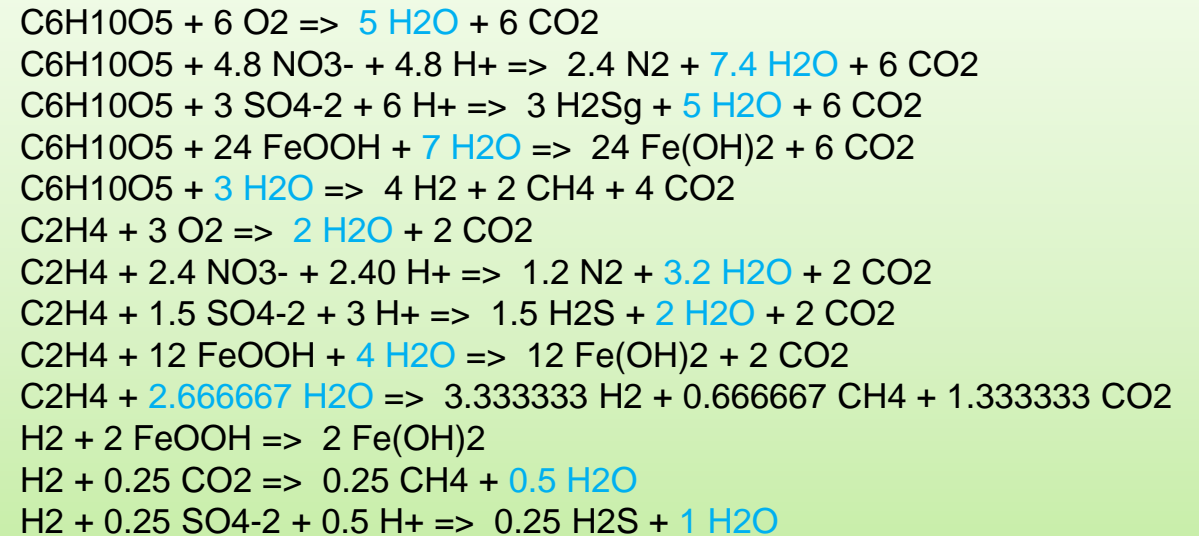 C6H10O5 + 6 O2 => 5 H2O + 6 CO2
C6H10O5 + 4.8 NO3- + 4.8 H+ => 2.4 N2 + 7.4 H2O + 6 CO2
C6H10O5 + 3 SO4-2 + 6 H+ => 3 H2Sg + 5 H2O + 6 CO2
C6H10O5 + 24 FeOOH + 7 H2O => 24 Fe(OH)2 + 6 CO2
C6H10O5 + 3 H2O => 4 H2 + 2 CH4 + 4 CO2
C2H4 + 3 O2 => 2 H2O + 2 CO2
C2H4 + 2.4 NO3- + 2.40 H+ => 1.2 N2 + 3.2 H2O + 2 CO2
C2H4 + 1.5 SO4-2 + 3 H+ => 1.5 H2S + 2 H2O + 2 CO2
C2H4 + 12 FeOOH + 4 H2O => 12 Fe(OH)2 + 2 CO2
C2H4 + 2.666667 H2O => 3.333333 H2 + 0.666667 CH4 + 1.333333 CO2
H2 + 2 FeOOH => 2 Fe(OH)2
H2 + 0.25 CO2 => 0.25 CH4 + 0.5 H2O
H2 + 0.25 SO4-2 + 0.5 H+ => 0.25 H2S + 1 H2O